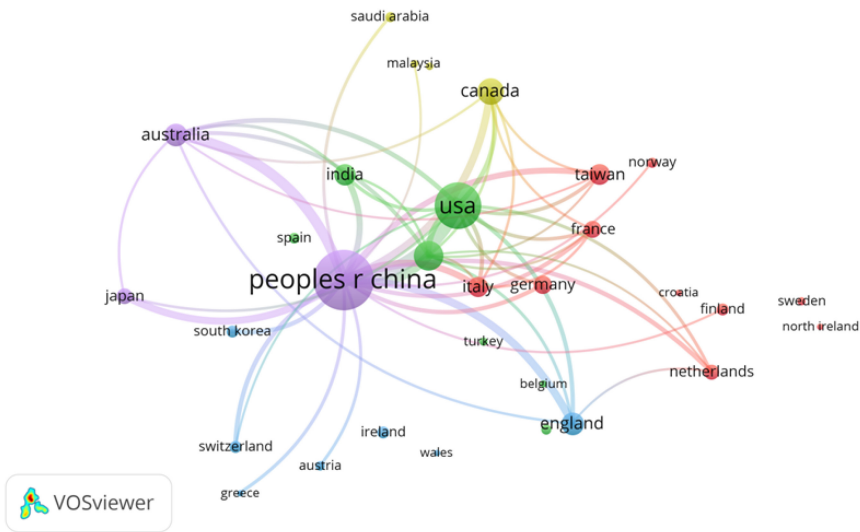 saudi arabia
malaysia
canada
australia
norway
india
taiwan
usa
france
spain
peoples r china
italy
germany
japan
croatia
finland
sweden
south korea
north ireland
turkey
netherlands
belgium
england
ireland
switzerland
wales
austria
greece
VOSviewer